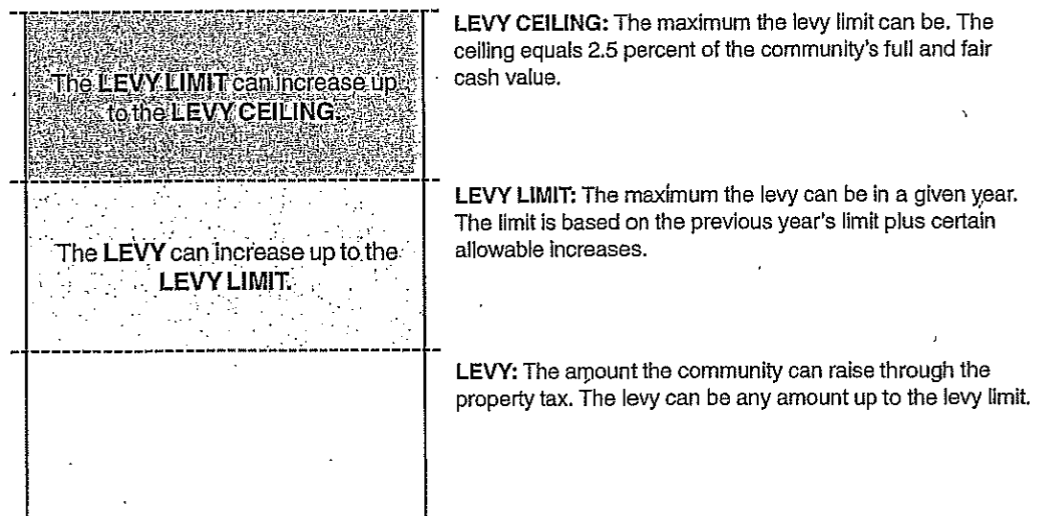 LEVY CEILING: The maximum the levy limit can be. The
ceiling equals 2.5 percent of the community's full and fair
cash value.
The LEVY LIMIT can increase up
to the LEVY CEILING.
LEVY LIMIT: The maximum the levy can be in a given year.
The limit is based on the previous year's limit plus certain
allowable increases.
The LEVY can increase up to the
LEVY LIMIT.
LEVY: The amount the community can raise through the
property tax. The levy can be any amount up to the levy limit.